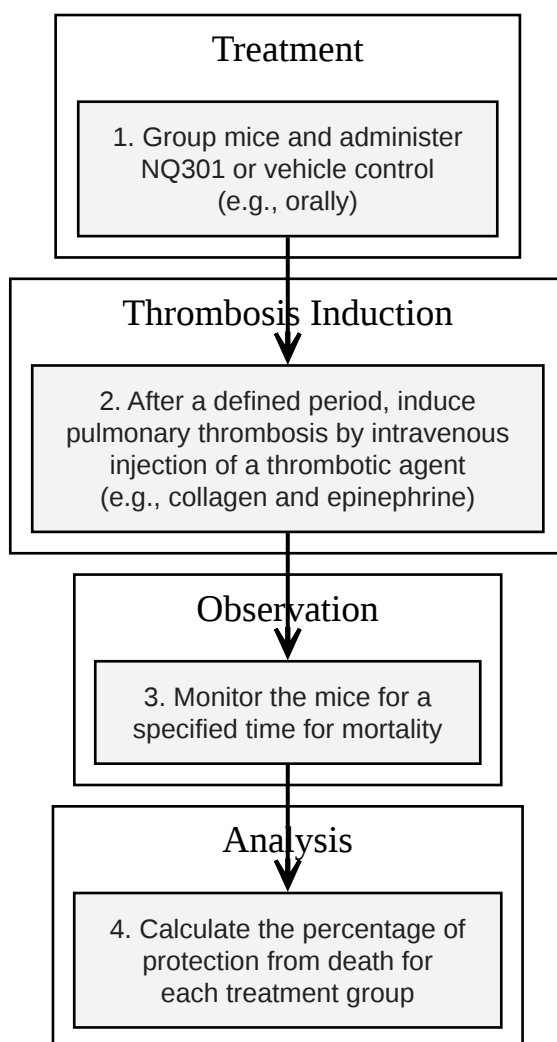 Treatment
1. Group mice and administer
NQ301 or vehicle control
(e.g., orally)
Thrombosis Induction
2. After a defined period, induce
pulmonary thrombosis by intravenous
injection of a thrombotic agent
(e.g., collagen and epinephrine)
Observation
3. Monitor the mice for a
specified time for mortality
Analysis
4. Calculate the percentage of
protection from death for
each treatment group